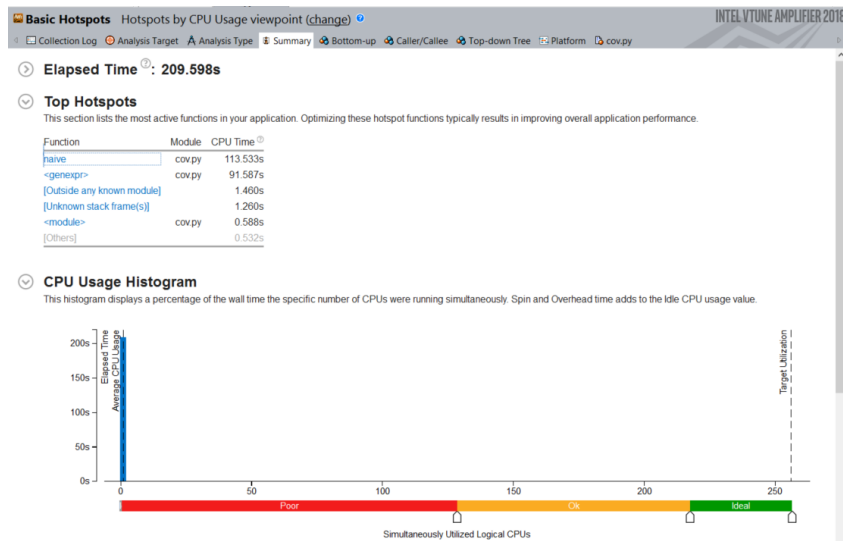 Basic Hotspots Hotspots by CPU Usage viewpoint (change)
INTEL VTUNE AMPLIFIER 2018
Collection Log Analysis Target Analysis Type Summary Bottom-up Caller/Callee Top-down Tree Platform cov.py
Elapsed Time: 209.598s
Top Hotspots
This section lists the most active functions in your application. Optimizing these hotspot functions typically results in improving overall application performance.
Function Module CPU Time
naive cov.py 113.533s
<genexpr> cov.py 91.587s
[Outside any known module] 1.460s
[Unknown stack frame(s)] 1.260s
<module> cov.py 0.588s
[Others] 0.532s
CPU Usage Histogram
This histogram displays a percentage of the wall time the specific number of CPUs were running simultaneously. Spin and Overhead time adds to the Idle CPU usage value.
Elapsed Time
Average CPU Usage
Target Utilization
200s
150s
100s
50s
0s
0 50 100 150 200 250
Poor Ok Ideal
Simultaneously Utilized Logical CPUs